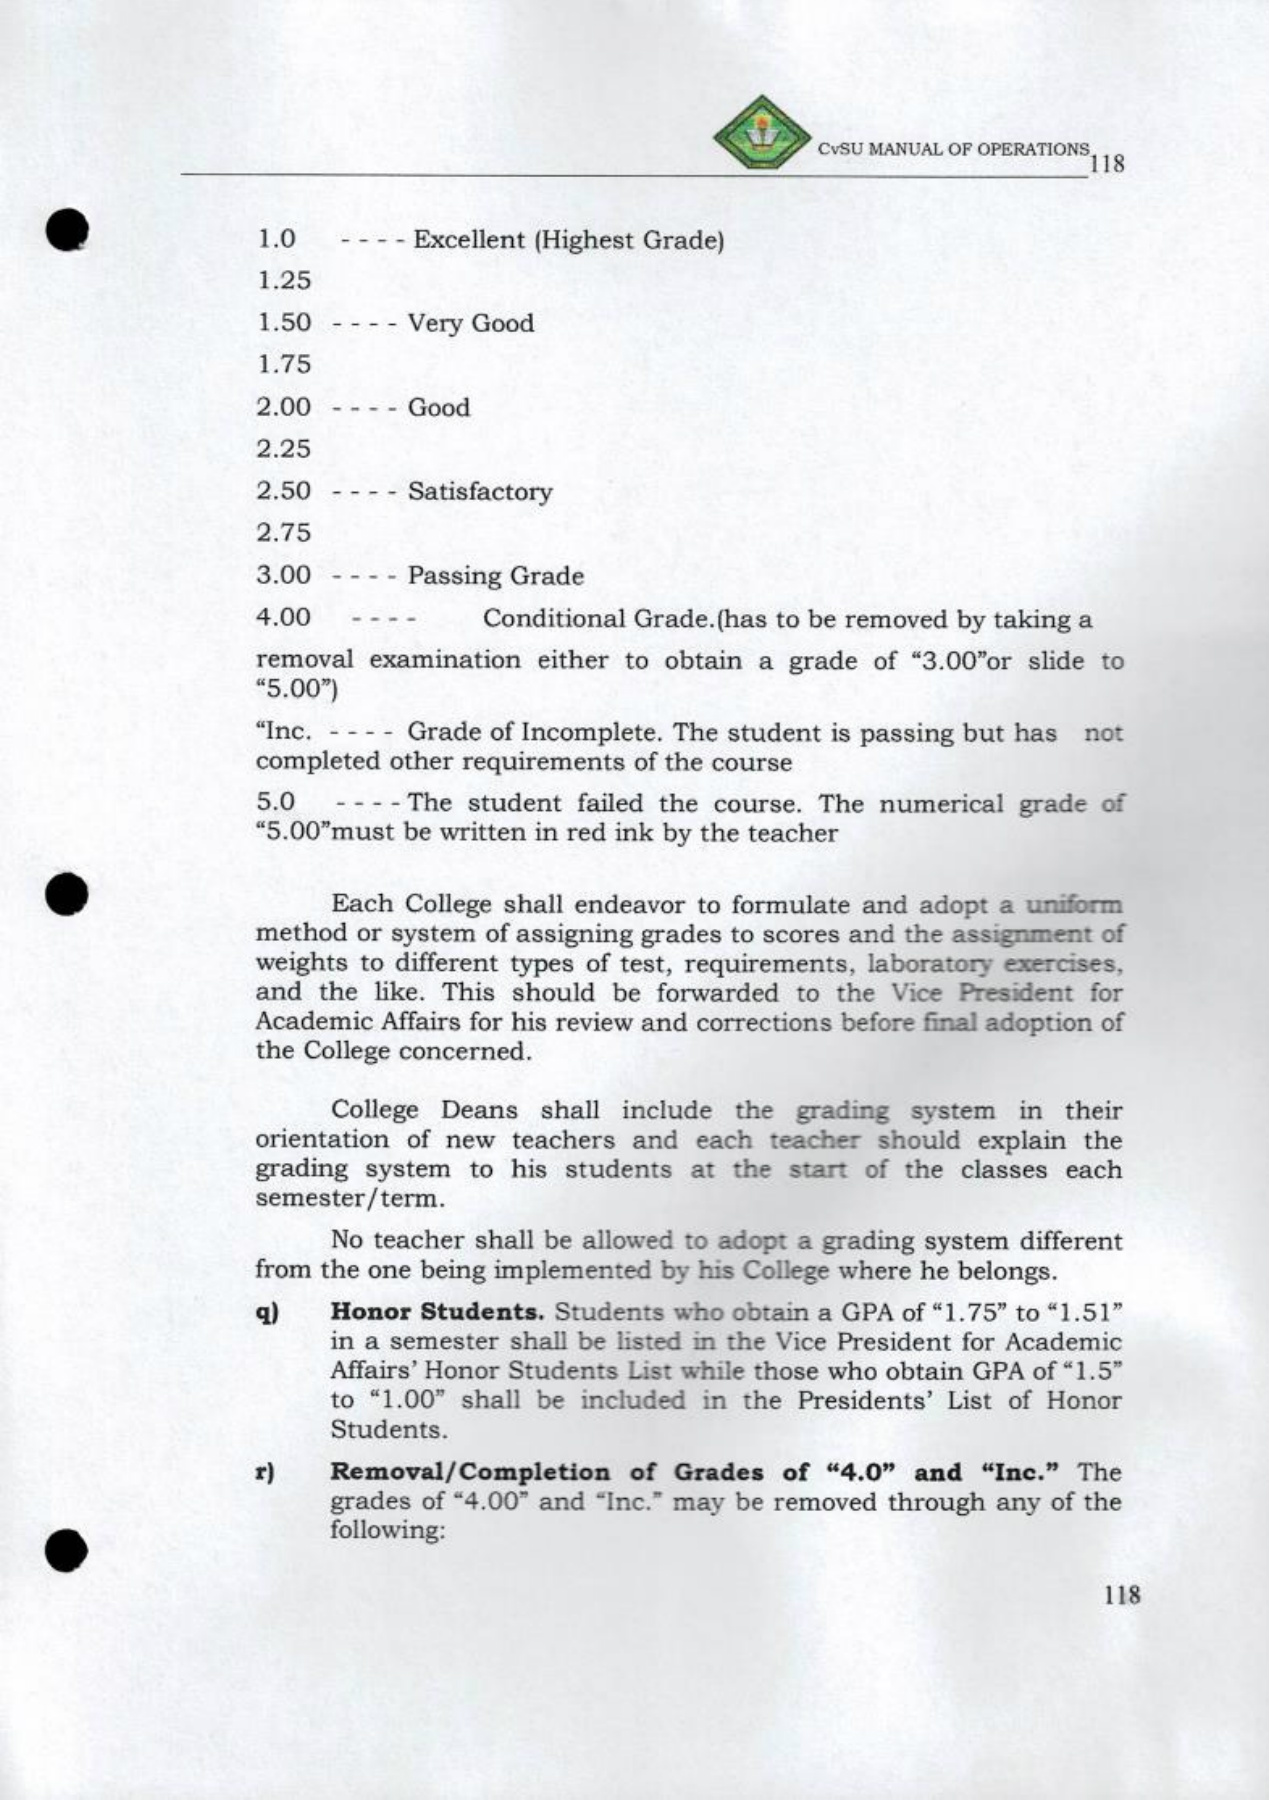 CvSU MANUAL OF OPERATIONS
118
1.0 - - - - Excellent (Highest Grade)
1.25
1.50 - - - - Very Good
1.75
2.00 - - - - Good
2.25
2.50 - - - - Satisfactory
2.75
3.00 - - - - Passing Grade
4.00 - - - - Conditional Grade.(has to be removed by taking a
removal examination either to obtain a grade of “3.00”or slide to
“5.00”)
“Inc. - - - - Grade of Incomplete. The student is passing but has not
completed other requirements of the course
5.0 - - - - The student failed the course. The numerical grade of
“5.00”must be written in red ink by the teacher
Each College shall endeavor to formulate and adopt a uniform
method or system of assigning grades to scores and the assignment of
weights to different types of test, requirements, laboratory exercises,
and the like. This should be forwarded to the Vice President for
Academic Affairs for his review and corrections before final adoption of
the College concerned.
College Deans shall include the grading system in their
orientation of new teachers and each teacher should explain the
grading system to his students at the start of the classes each
semester/term.
No teacher shall be allowed to adopt a grading system different
from the one being implemented by his College where he belongs.
q) Honor Students. Students who obtain a GPA of “1.75” to “1.51”
in a semester shall be listed in the Vice President for Academic
Affairs’ Honor Students List while those who obtain GPA of “1.5”
to “1.00” shall be included in the Presidents’ List of Honor
Students.
r) Removal/Completion of Grades of “4.0” and “Inc.” The
grades of “4.00” and “Inc.” may be removed through any of the
following:
118